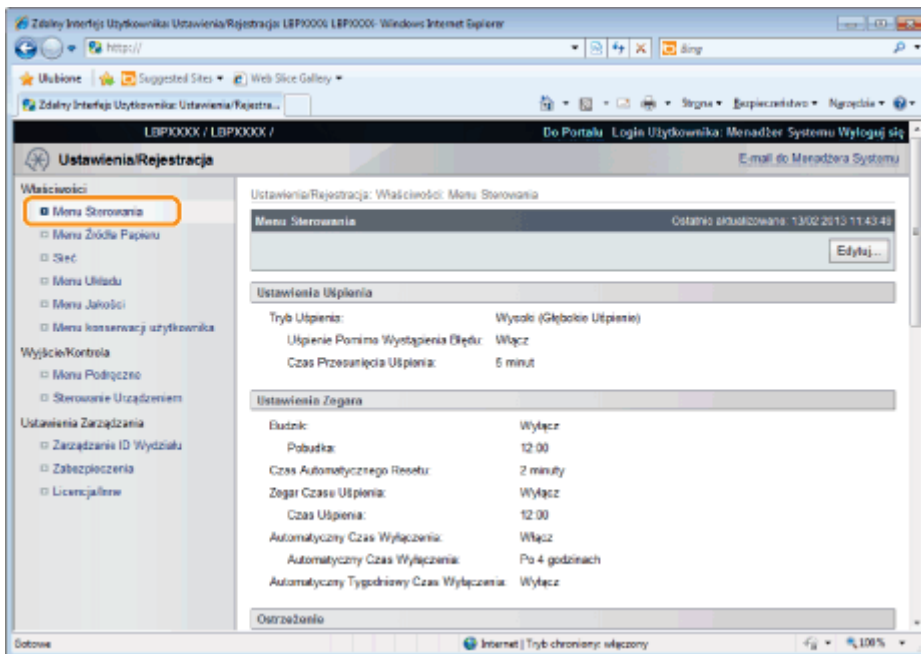 Zdalny Interfejs Użytkownika: Ustawienia/Rejestracja: LBPXXXX: LBPXXXX - Windows Internet Explorer
http://
Bing
Ulubione Suggested Sites Web Slice Gallery
Zdalny Interfejs Użytkownika: Ustawienia/Rejestra... Strona Bezpieczeństwo Narzędzia
LBPXXXX / LBPXXXX / Do Portalu Login Użytkownika: Menadżer Systemu Wyloguj się
Ustawienia/Rejestracja E-mail do Menadżera Systemu
Właściwości
Menu Sterowania
Menu Źródła Papieru
Sieć
Menu Układu
Menu Jakości
Menu konserwacji użytkownika
Wyjście/Kontrola
Menu Podręczne
Sterowanie Urządzeniem
Ustawienia Zarządzania
Zarządzanie ID Wydziału
Zabezpieczenia
Licencja/Inne
Ustawienia/Rejestracja: Właściwości: Menu Sterowania
Menu Sterowania Ostatnio aktualizowano: 13/02 2013 11:43:49
Edytuj...
Ustawienia Uśpienia
Tryb Uśpienia: Wysoki (Głębokie Uśpienie)
Uśpienie Pomimo Wystąpienia Błędu: Włącz
Czas Przesunięcia Uśpienia: 5 minut
Ustawienia Zegara
Budzik: Wyłącz
Pobudka: 12:00
Czas Automatycznego Resetu: 2 minuty
Zegar Czasu Uśpienia: Wyłącz
Czas Uśpienia: 12:00
Automatyczny Czas Wyłączenia: Włącz
Automatyczny Czas Wyłączenia: Po 4 godzinach
Automatyczny Tygodniowy Czas Wyłączenia: Wyłącz
Ostrzeżenie
Gotowe Internet | Tryb chroniony: włączony 100%